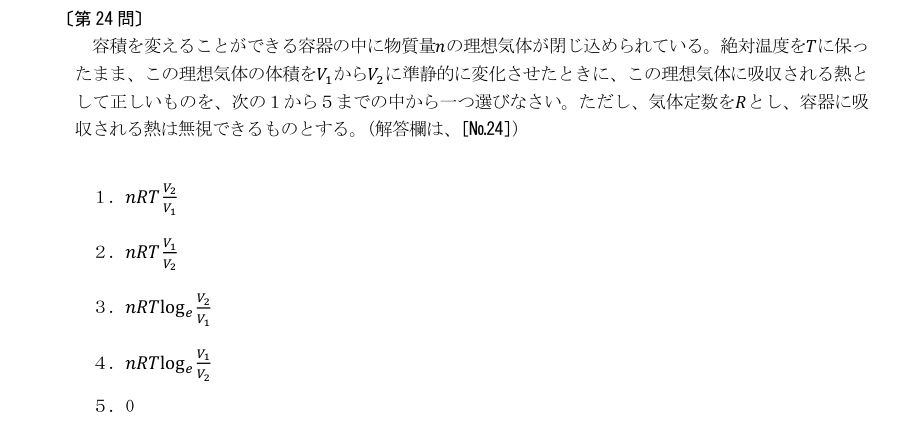 〔第 24 問〕
容積を変えることができる容器の中に物質量nの理想気体が閉じ込められている。絶対温度をTに保っ
たまま、この理想気体の体積をV₁からV₂に準静的に変化させたときに、この理想気体に吸収される熱と
して正しいものを、次の1から5までの中から一つ選びなさい。ただし、気体定数をRとし、容器に吸
収される熱は無視できるものとする。(解答欄は、[No.24])
1. nRT V₂/V₁
2. nRT V₁/V₂
3. nRT logₑ V₂/V₁
4. nRT logₑ V₁/V₂
5. 0